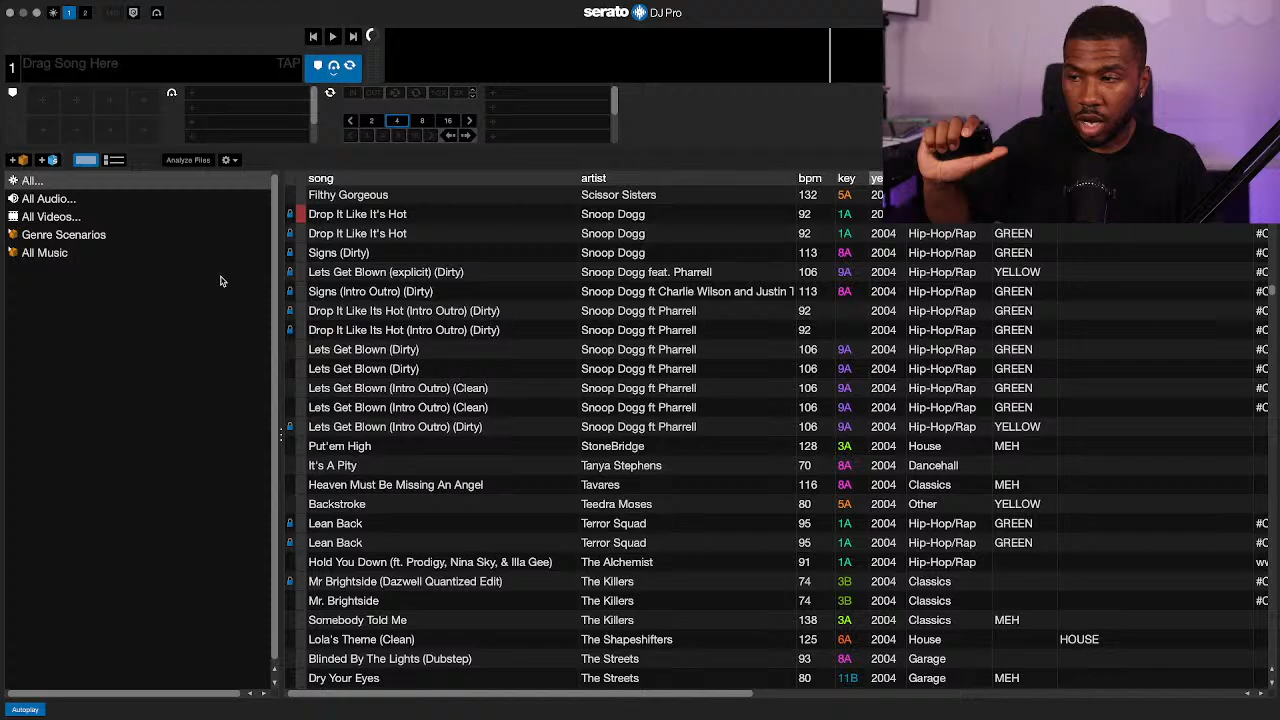 1 2 MIDI
serato DJ Pro
1 Drag Song Here TAP
IN OUT 1/2X 2X
2 4 8 16
Analyze Files
All...
All Audio...
All Videos...
Genre Scenarios
All Music
song artist bpm key ye
Filthy Gorgeous Scissor Sisters 132 5A 20
Drop It Like It's Hot Snoop Dogg 92 1A 20
Drop It Like It's Hot Snoop Dogg 92 1A 2004 Hip-Hop/Rap GREEN #C
Signs (Dirty) Snoop Dogg 113 8A 2004 Hip-Hop/Rap GREEN #C
Lets Get Blown (explicit) (Dirty) Snoop Dogg feat. Pharrell 106 9A 2004 Hip-Hop/Rap YELLOW #C
Signs (Intro Outro) (Dirty) Snoop Dogg ft Charlie Wilson and Justin T 113 8A 2004 Hip-Hop/Rap GREEN #C
Drop It Like Its Hot (Intro Outro) (Dirty) Snoop Dogg ft Pharrell 92 2004 Hip-Hop/Rap GREEN #C
Drop It Like Its Hot (Intro Outro) (Dirty) Snoop Dogg ft Pharrell 92 2004 Hip-Hop/Rap GREEN #C
Lets Get Blown (Dirty) Snoop Dogg ft Pharrell 106 9A 2004 Hip-Hop/Rap GREEN #C
Lets Get Blown (Dirty) Snoop Dogg ft Pharrell 106 9A 2004 Hip-Hop/Rap GREEN #C
Lets Get Blown (Intro Outro) (Clean) Snoop Dogg ft Pharrell 106 9A 2004 Hip-Hop/Rap GREEN #C
Lets Get Blown (Intro Outro) (Clean) Snoop Dogg ft Pharrell 106 9A 2004 Hip-Hop/Rap GREEN #C
Lets Get Blown (Intro Outro) (Dirty) Snoop Dogg ft Pharrell 106 9A 2004 Hip-Hop/Rap YELLOW #C
Put'em High StoneBridge 128 3A 2004 House MEH
It's A Pity Tanya Stephens 70 8A 2004 Dancehall
Heaven Must Be Missing An Angel Tavares 116 8A 2004 Classics MEH
Backstroke Teedra Moses 80 5A 2004 Other YELLOW
Lean Back Terror Squad 95 1A 2004 Hip-Hop/Rap GREEN #C
Lean Back Terror Squad 95 1A 2004 Hip-Hop/Rap GREEN #C
Hold You Down (ft. Prodigy, Nina Sky, & Illa Gee) The Alchemist 91 1A 2004 Hip-Hop/Rap w
Mr Brightside (Dazwell Quantized Edit) The Killers 74 3B 2004 Classics #C
Mr. Brightside The Killers 74 3B 2004 Classics #C
Somebody Told Me The Killers 138 3A 2004 Classics MEH
Lola's Theme (Clean) The Shapeshifters 125 6A 2004 House HOUSE
Blinded By The Lights (Dubstep) The Streets 93 8A 2004 Garage
Dry Your Eyes The Streets 80 11B 2004 Garage MEH
Autoplay